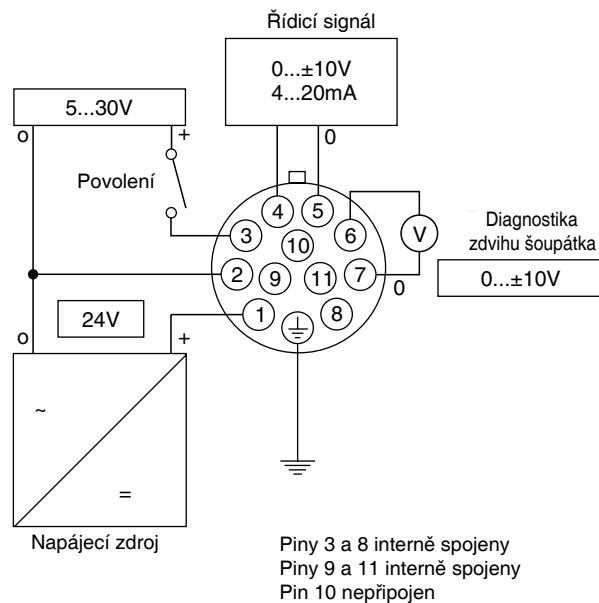 Řídicí signál
0...±10V
4...20mA
5...30V
o
+
0
Povolení
4
5
3
6
10
V
Diagnostika
zdvihu šoupátka
2
9
11
7
0
0...±10V
24V
1
8
o
+
~
=
Napájecí zdroj
Piny 3 a 8 interně spojeny
Piny 9 a 11 interně spojeny
Pin 10 nepřipojen